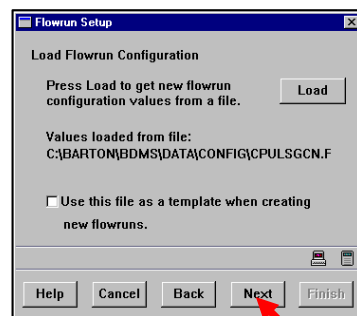 Flowrun Setup
Load Flowrun Configuration
Press Load to get new flowrun
configuration values from a file.
Load
Values loaded from file:
C:\BARTON\BDMS\DATA\CONFIG\CPULSGCN.F
Use this file as a template when creating
new flowruns.
Help Cancel Back Next Finish